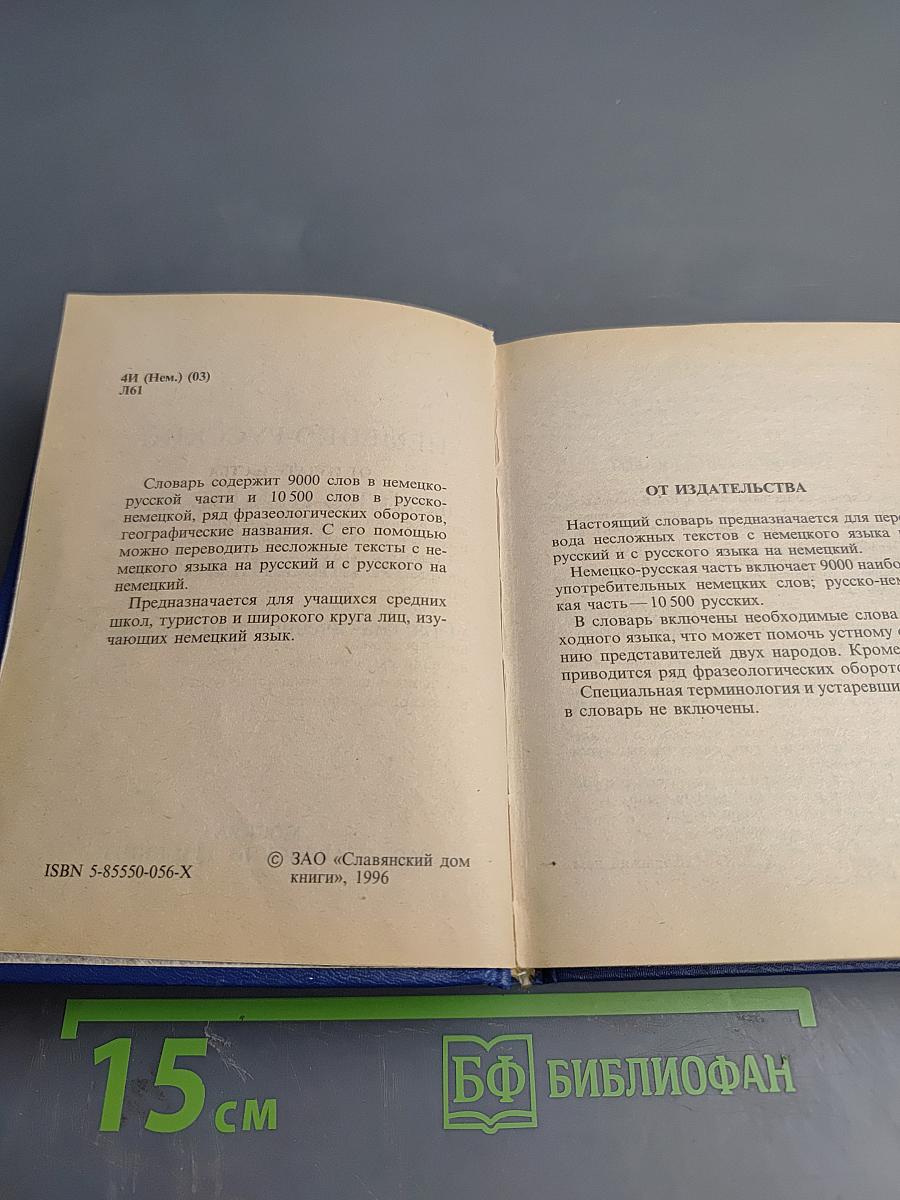 4И (Нем.) (03)
Л61
Словарь содержит 9000 слов в немецко-
русской части и 10 500 слов в русско-
немецкой, ряд фразеологических оборотов,
географические названия. С его помощью
можно переводить несложные тексты с не-
мецкого языка на русский и с русского на
немецкий.
Предназначается для учащихся средних
школ, туристов и широкого круга лиц, изу-
чающих немецкий язык.
ISBN 5-85550-056-X
© ЗАО «Славянский дом
книги», 1996
ОТ ИЗДАТЕЛЬСТВА
Настоящий словарь предназначается для пере
вода несложных текстов с немецкого языка
русский и с русского языка на немецкий.
Немецко-русская часть включает 9000 наибо
употребительных немецких слов; русско-нем
кая часть — 10 500 русских.
В словарь включены необходимые слова
ходного языка, что может помочь устному
нию представителей двух народов. Кроме
приводится ряд фразеологических оборото
Специальная терминология и устаревши
в словарь не включены.
15 см
БФ БИБЛИОФАН